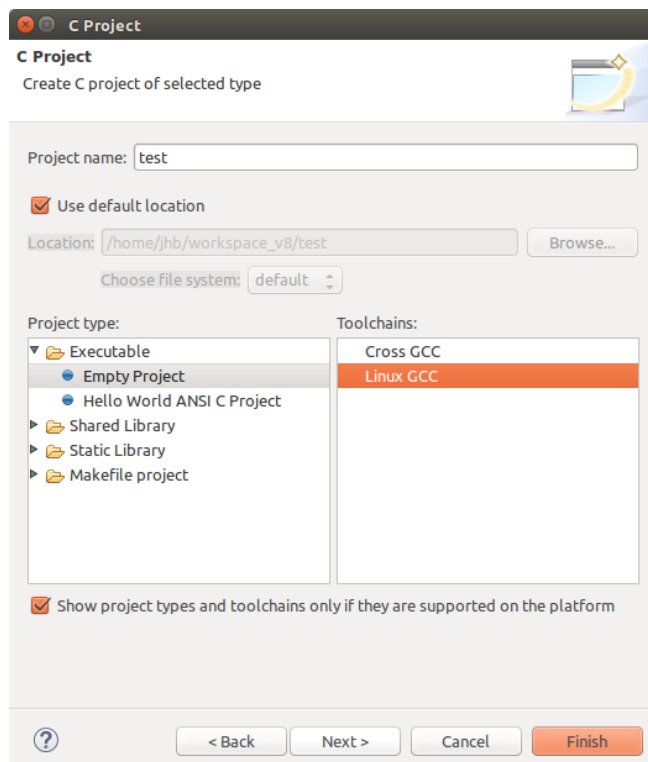 C Project
C Project
Create C project of selected type
Project name: test
Use default location
Location: /home/jhb/workspace_v8/test Browse...
Choose file system: default
Project type: Toolchains:
Executable Cross GCC
Empty Project Linux GCC
Hello World ANSI C Project
Shared Library
Static Library
Makefile project
Show project types and toolchains only if they are supported on the platform
? < Back Next > Cancel Finish